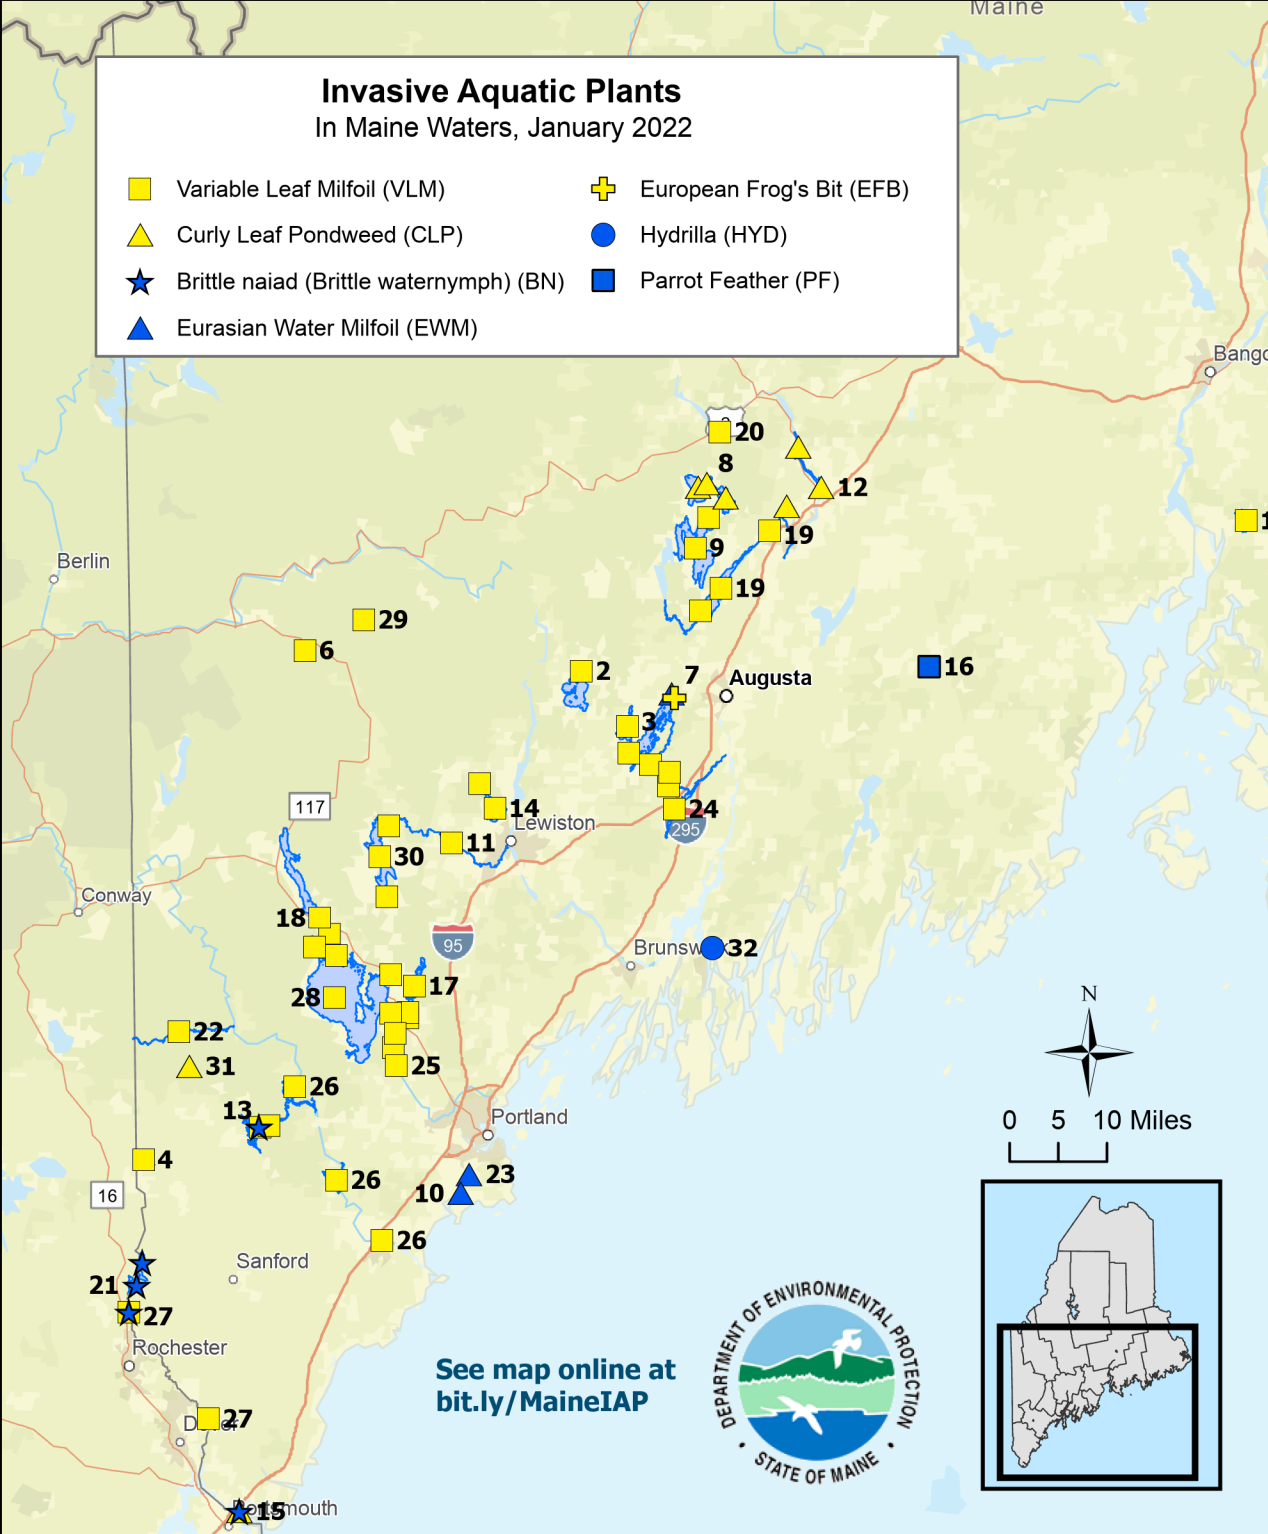 Maine
Invasive Aquatic Plants
In Maine Waters, January 2022
Variable Leaf Milfoil (VLM)
Curly Leaf Pondweed (CLP)
Brittle naiad (Brittle waternymph) (BN)
Eurasian Water Milfoil (EWM)
European Frog's Bit (EFB)
Hydrilla (HYD)
Parrot Feather (PF)
20
8
12
19
9
19
Berlin
29
6
2
7
Augusta
16
3
117
14
Lewiston
24
295
11
30
Conway
18
95
Brunsw
32
17
28
22
31
25
26
13
Portland
4
26
23
10
16
26
Sanford
21
27
Rochester
27
15
N
0 5 10 Miles
See map online at
bit.ly/MaineIAP
DEPARTMENT OF ENVIRONMENTAL PROTECTION
• STATE OF MAINE •